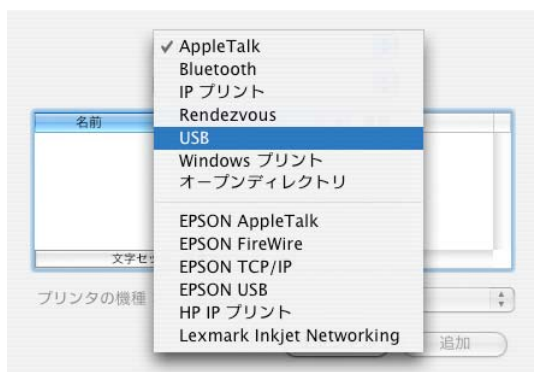 ✓ AppleTalk
Bluetooth
IP プリント
Rendezvous
名前
USB
Windows プリント
オープンディレクトリ
EPSON AppleTalk
EPSON FireWire
文字セ
EPSON TCP/IP
プリンタの機種
EPSON USB
HP IP プリント
Lexmark Inkjet Networking
追加